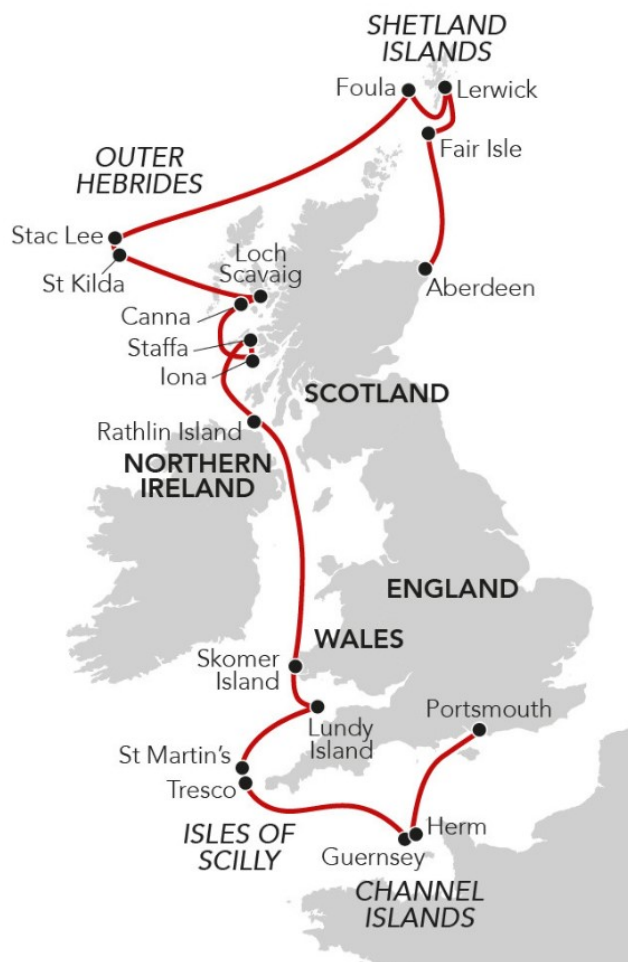 SHETLAND
ISLANDS
Foula
Lerwick
Fair Isle
OUTER
HEBRIDES
Stac Lee
St Kilda
Loch
Scavaig
Aberdeen
Canna
Staffa
Iona
SCOTLAND
Rathlin Island
NORTHERN
IRELAND
ENGLAND
WALES
Skomer
Island
Portsmouth
Lundy
Island
St Martin's
Tresco
ISLES OF
SCILLY
Herm
Guernsey
CHANNEL
ISLANDS